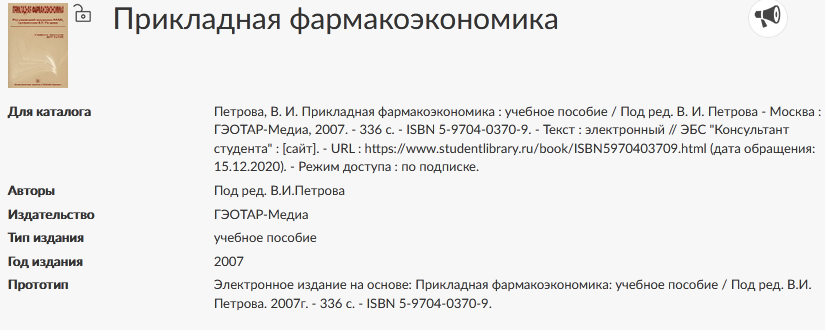 Прикладная фармакоэкономика
ПРИКЛАДНАЯ ФАРМАКОЭКОНОМИКА
Для каталога
Петрова, В. И. Прикладная фармакоэкономика : учебное пособие / Под ред. В. И. Петрова - Москва :
ГЭОТАР-Медиа, 2007. - 336 с. - ISBN 5-9704-0370-9. - Текст : электронный // ЭБС "Консультант
студента" : [сайт]. - URL : https://www.studentlibrary.ru/book/ISBN5970403709.html (дата обращения:
15.12.2020). - Режим доступа : по подписке.
Авторы
Под ред. В.И.Петрова
Издательство
ГЭОТАР-Медиа
Тип издания
учебное пособие
Год издания
2007
Прототип
Электронное издание на основе: Прикладная фармакоэкономика: учебное пособие / Под ред. В.И.
Петрова. 2007г. - 336 с. - ISBN 5-9704-0370-9.